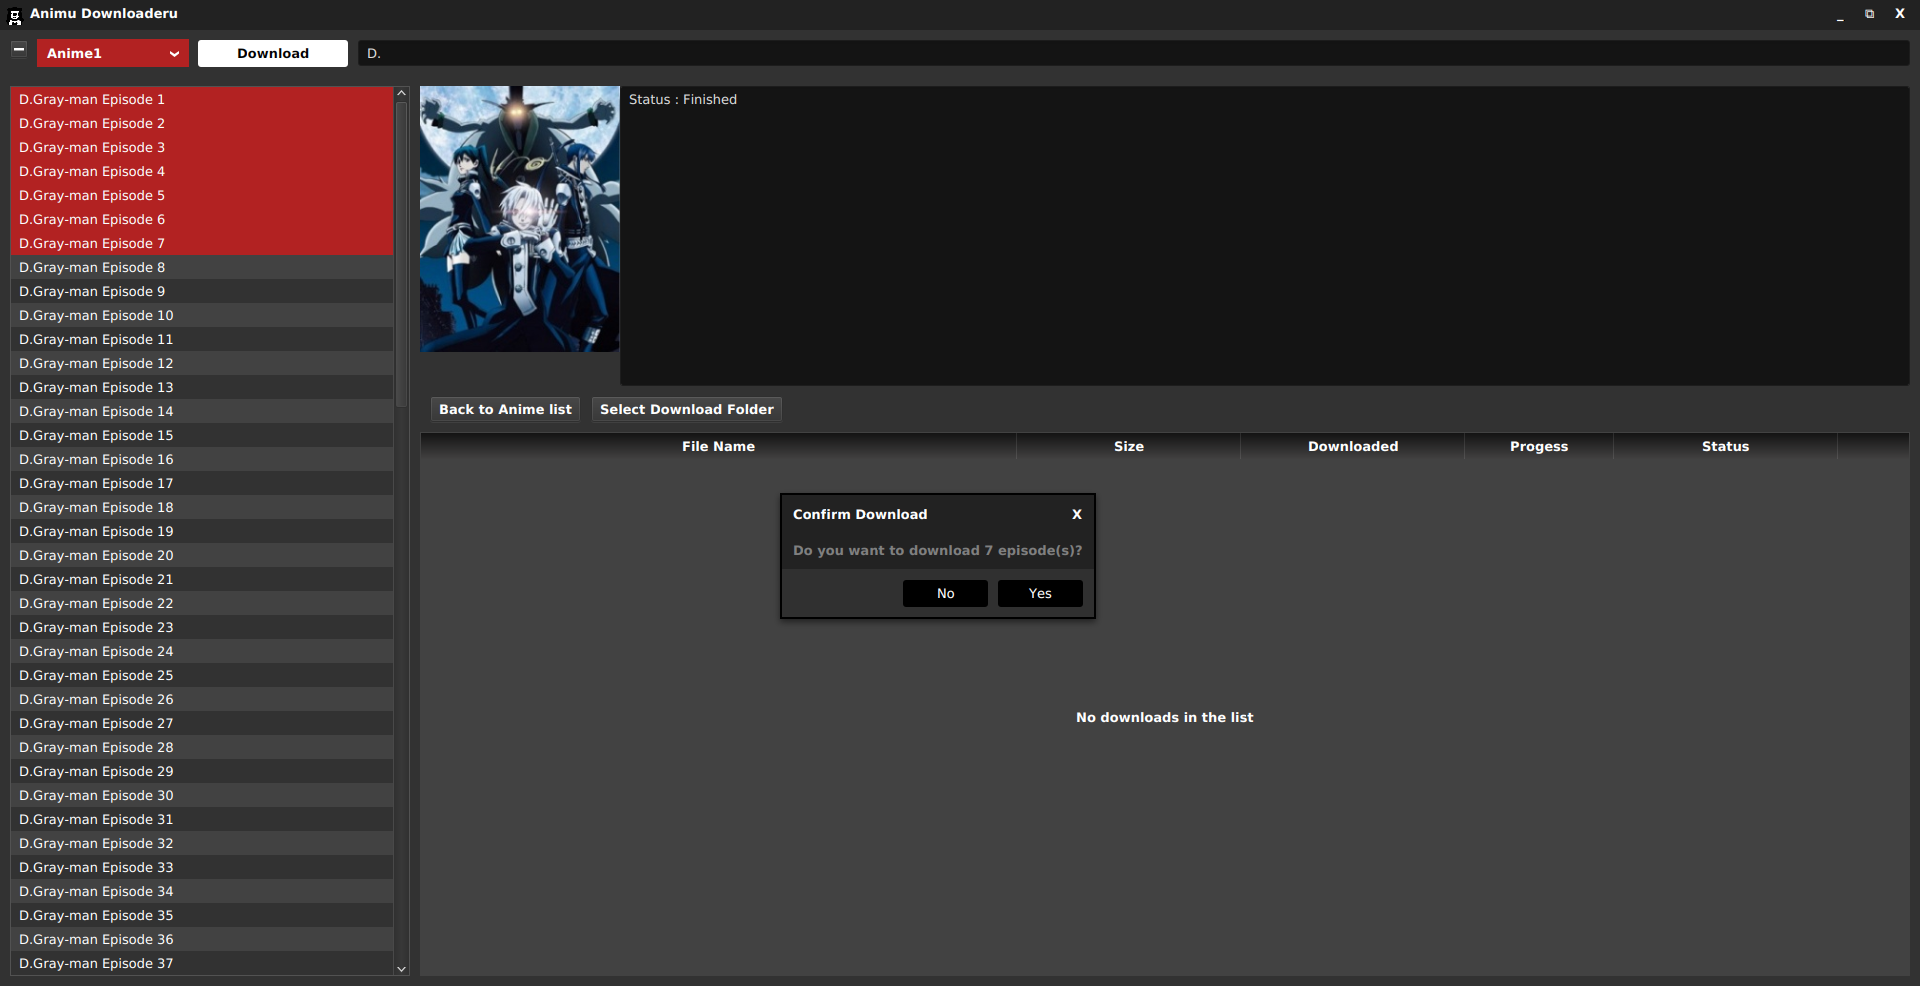 Animu Downloaderu
_ X
Anime1
Download
D.
D.Gray-man Episode 1
D.Gray-man Episode 2
D.Gray-man Episode 3
D.Gray-man Episode 4
D.Gray-man Episode 5
D.Gray-man Episode 6
D.Gray-man Episode 7
D.Gray-man Episode 8
D.Gray-man Episode 9
D.Gray-man Episode 10
D.Gray-man Episode 11
D.Gray-man Episode 12
D.Gray-man Episode 13
D.Gray-man Episode 14
D.Gray-man Episode 15
D.Gray-man Episode 16
D.Gray-man Episode 17
D.Gray-man Episode 18
D.Gray-man Episode 19
D.Gray-man Episode 20
D.Gray-man Episode 21
D.Gray-man Episode 22
D.Gray-man Episode 23
D.Gray-man Episode 24
D.Gray-man Episode 25
D.Gray-man Episode 26
D.Gray-man Episode 27
D.Gray-man Episode 28
D.Gray-man Episode 29
D.Gray-man Episode 30
D.Gray-man Episode 31
D.Gray-man Episode 32
D.Gray-man Episode 33
D.Gray-man Episode 34
D.Gray-man Episode 35
D.Gray-man Episode 36
D.Gray-man Episode 37
Status : Finished
Back to Anime list
Select Download Folder
File Name Size Downloaded Progess Status
Confirm Download X
Do you want to download 7 episode(s)?
No Yes
No downloads in the list